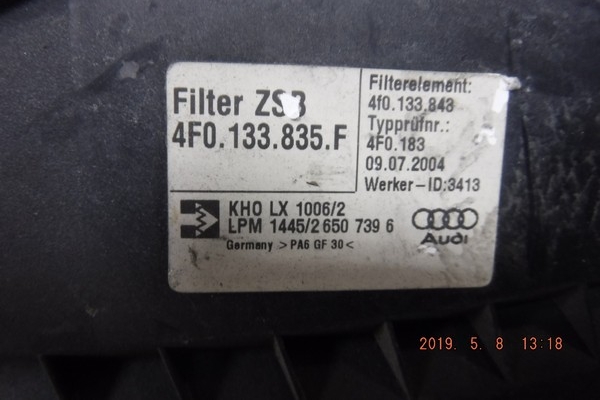 Filter ZSB
4F0.133.835.F
Filterelement:
4f0.133.843
Typprüfnr.:
4F0.183
09.07.2004
Werker-ID:3413
KHO LX 1006/2
LPM 1445/2 650 739 6
Germany >PA6 GF 30<
Audi
2019. 5. 8 13:18